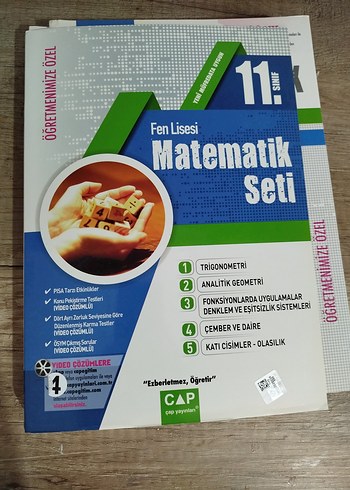 ÖĞRETMENİMİZE ÖZEL
YENİ MÜFREDATA UYGUN
11.
SINIF
Fen Lisesi
Matematik
Seti
1 TRİGONOMETRİ
2 ANALİTİK GEOMETRİ
3 FONKSİYONLARDA UYGULAMALAR
DENKLEM VE EŞİTSİZLİK SİSTEMLERİ
4 ÇEMBER VE DAİRE
5 KATI CİSİMLER - OLASILIK
PISA Tarzı Etkinlikler
Konu Pekiştirme Testleri
(VİDEO ÇÖZÜMLÜ)
Dört Ayrı Zorluk Seviyesine Göre
Düzenlenmiş Karma Testler
(VİDEO ÇÖZÜMLÜ)
ÖSYM Çıkmış Sorular
(VİDEO ÇÖZÜMLÜ)
VİDEO ÇÖZÜMLERE
"Ezberletmez, Öğretir"
ÇAP
çap yayınları
ÖĞRETMENİMİZE ÖZEL